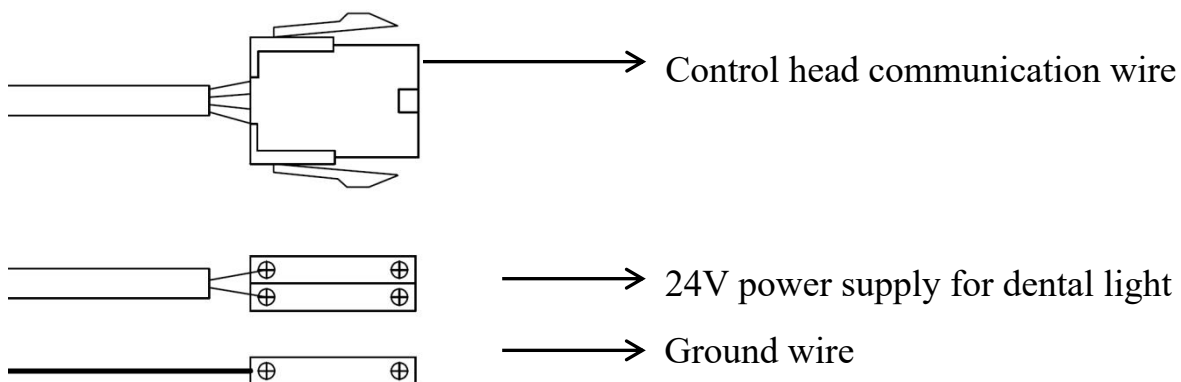 Control head communication wire
24V power supply for dental light
Ground wire